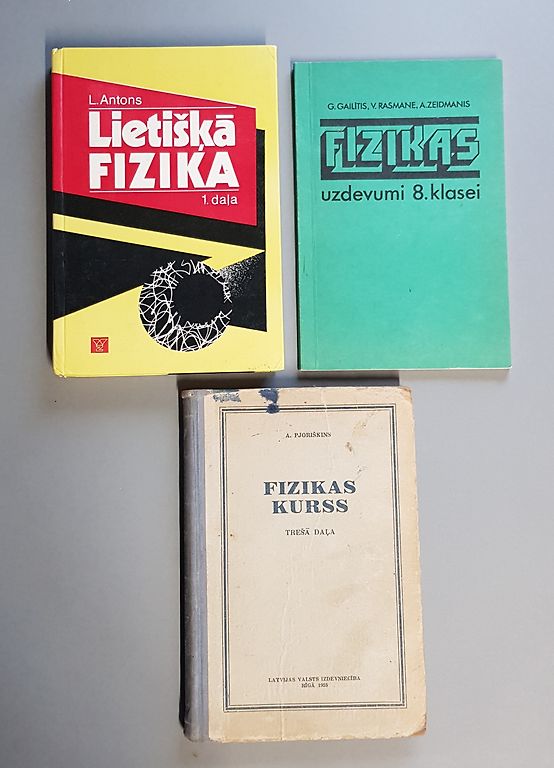 L. Antons
Lietišķā
FIZIKA
1. daļa
G. GAILĪTIS, V. RASMANE, A. ZEIDMANIS
FIZIKAS
uzdevumi 8. klasei
A. PJORIŠKINS
FIZIKAS
KURSS
TREŠĀ DAĻA
LATVIJAS VALSTS IZDEVNIECĪBA
RĪGĀ